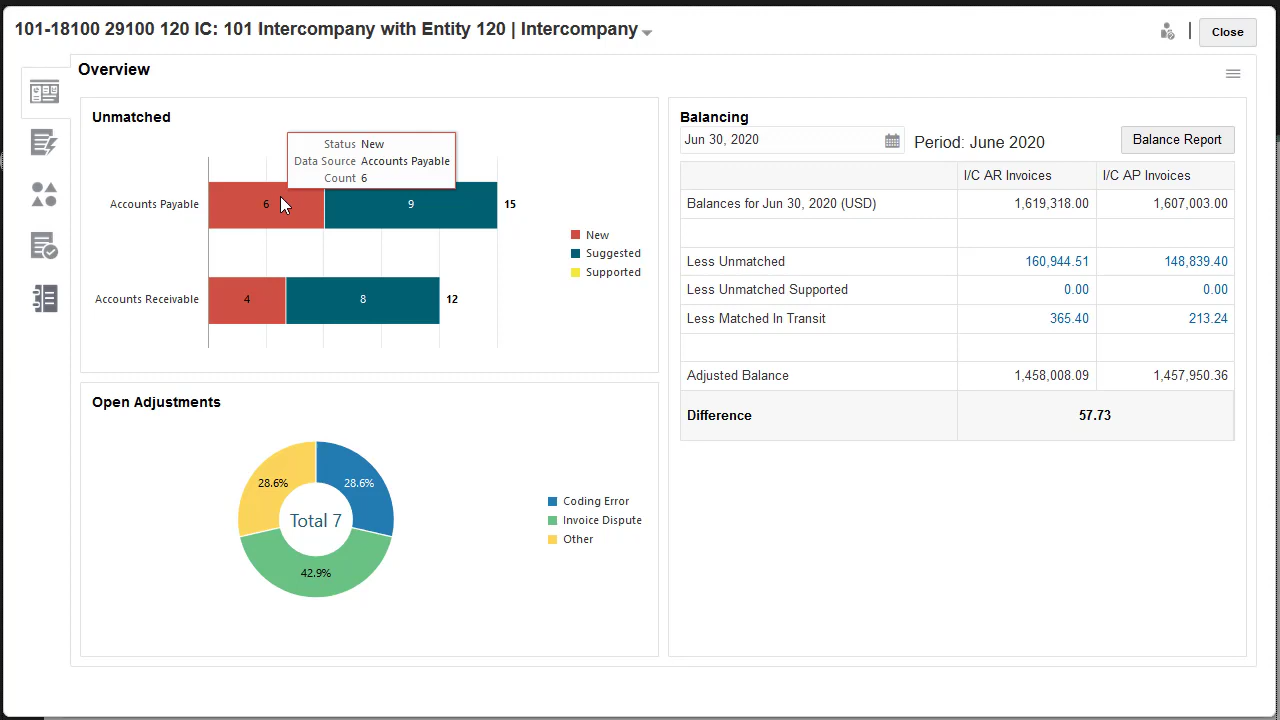 101-18100 29100 120 IC: 101 Intercompany with Entity 120 | Intercompany
Close
Overview
Unmatched
Status New
Data Source Accounts Payable
Count 6
Accounts Payable 6 9 15
Accounts Receivable 4 8 12
New
Suggested
Supported
Open Adjustments
28.6% 28.6%
Total 7
42.9%
Coding Error
Invoice Dispute
Other
Balancing
Jun 30, 2020 Period: June 2020 Balance Report
I/C AR Invoices I/C AP Invoices
Balances for Jun 30, 2020 (USD) 1,619,318.00 1,607,003.00
Less Unmatched 160,944.51 148,839.40
Less Unmatched Supported 0.00 0.00
Less Matched In Transit 365.40 213.24
Adjusted Balance 1,458,008.09 1,457,950.36
Difference 57.73